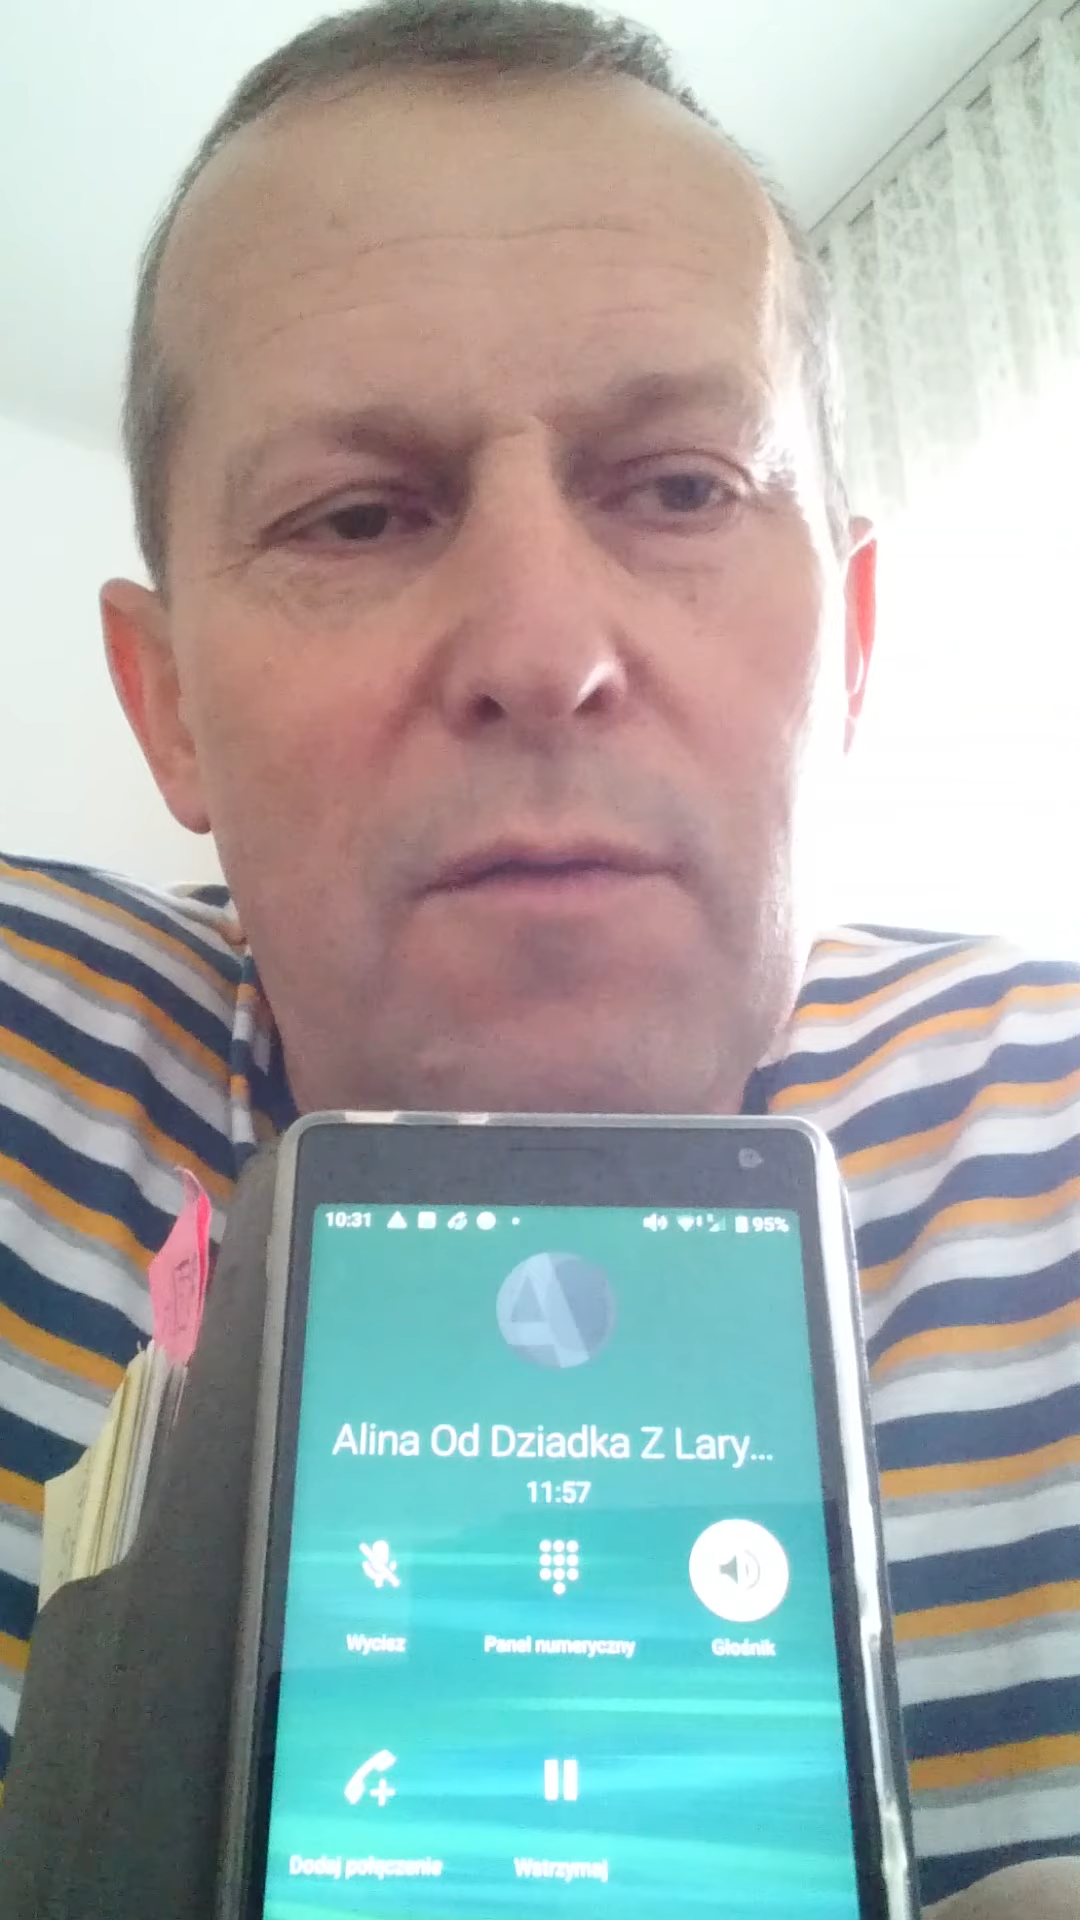 10:31 95%
A
Alina Od Dziadka Z Lary...
11:57
Wycisz Panel numeryczny Głośnik
Dodaj połączenie Wstrzymaj